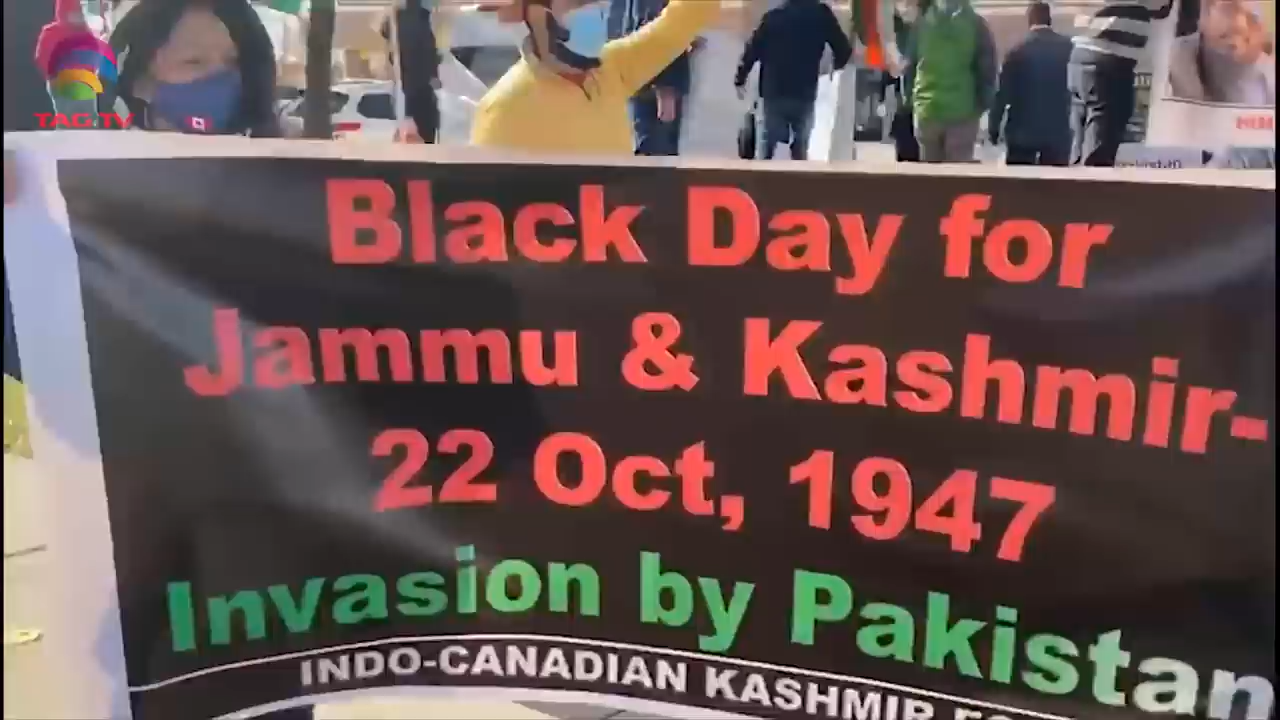 TAG.TV
Black Day for
Jammu & Kashmir-
22 Oct, 1947
Invasion by Pakistan
INDO-CANADIAN KASHMIR